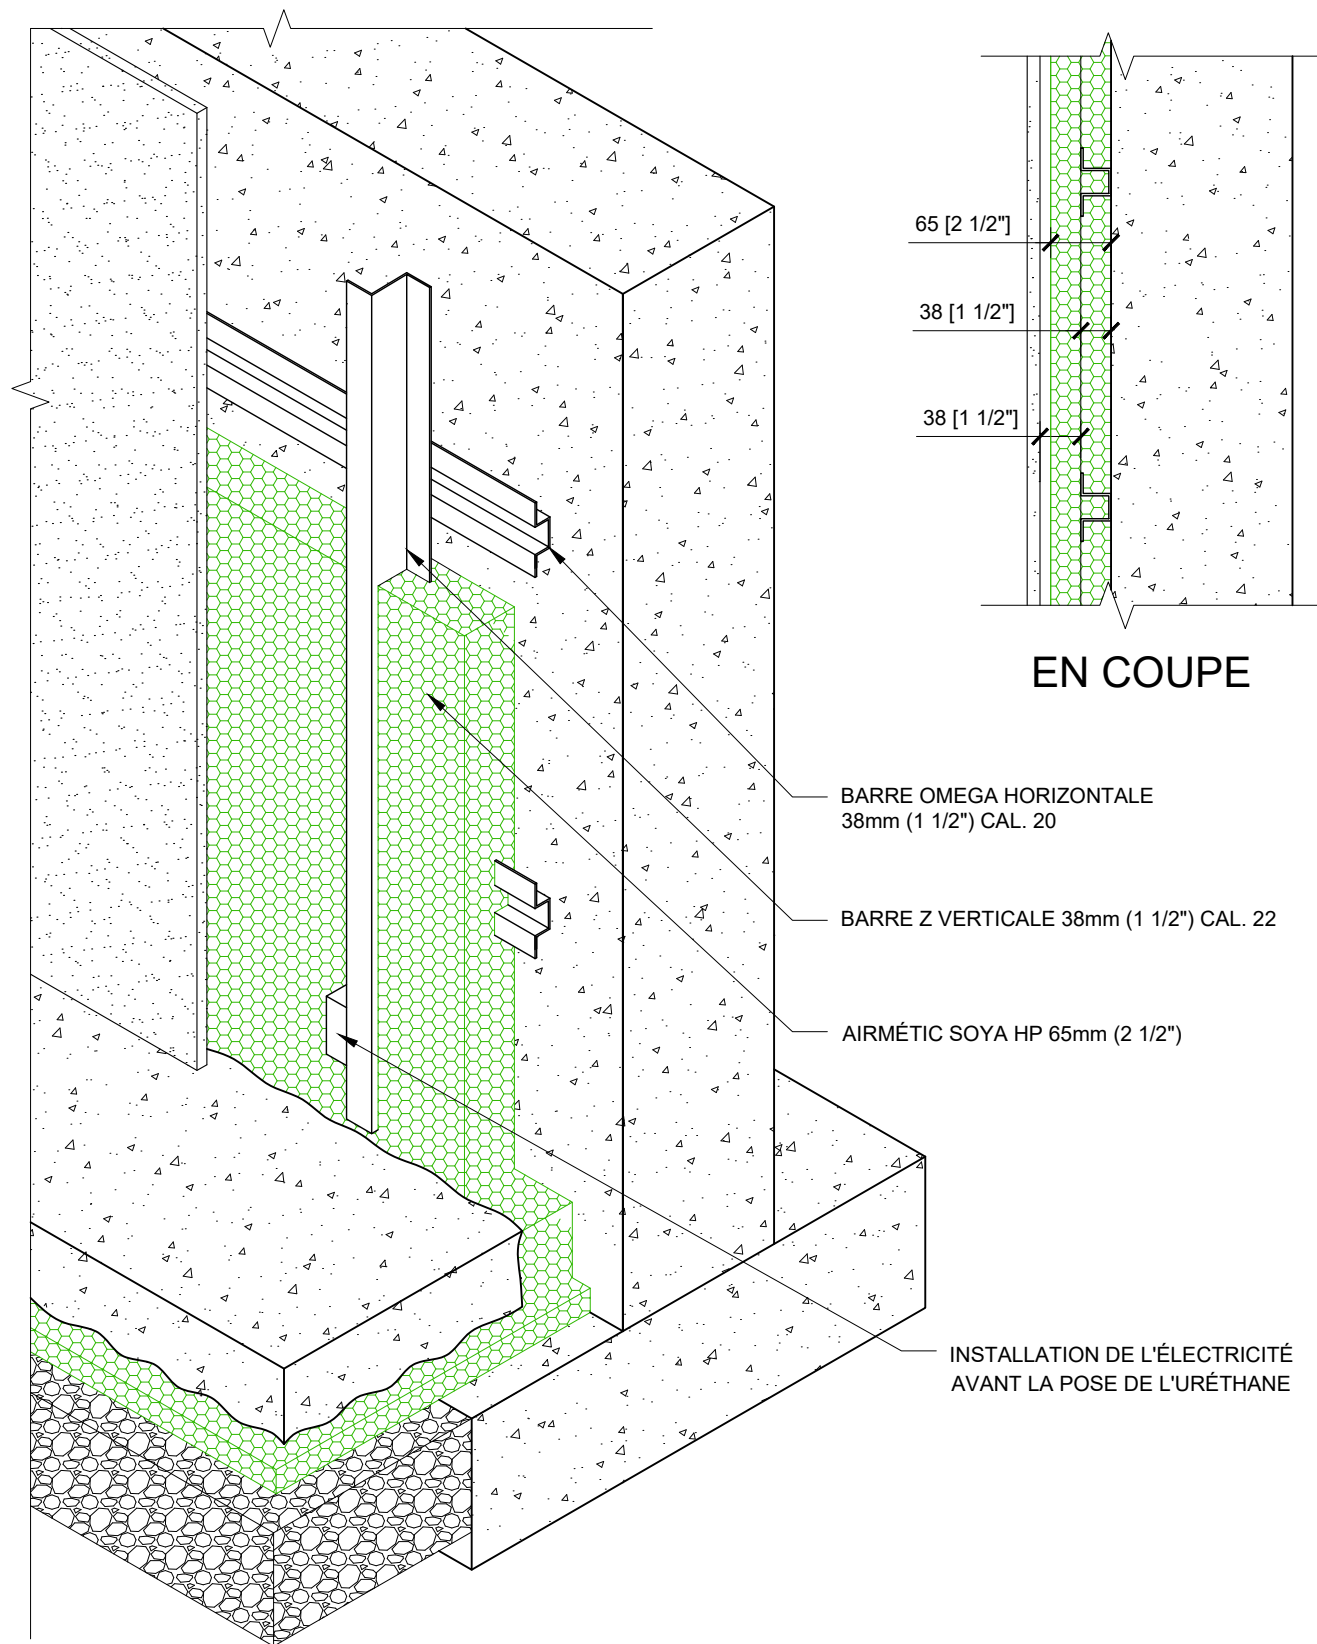 65 [2 1/2"]
38 [1 1/2"]
38 [1 1/2"]
EN COUPE
BARRE OMEGA HORIZONTALE
38mm (1 1/2") CAL. 20
BARRE Z VERTICALE 38mm (1 1/2") CAL. 22
AIRMÉTIC SOYA HP 65mm (2 1/2")
INSTALLATION DE L'ÉLECTRICITÉ
AVANT LA POSE DE L'URÉTHANE